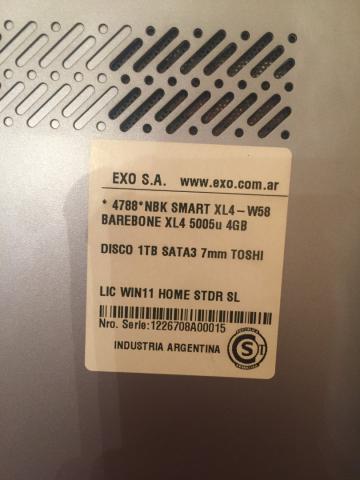 EXO S.A. www.exo.com.ar
* 4788*NBK SMART XL4-W58
BAREBONE XL4 5005u 4GB
DISCO 1TB SATA3 7mm TOSHI
LIC WIN11 HOME STDR SL
Nro. Serie:1226708A00015
INDUSTRIA ARGENTINA